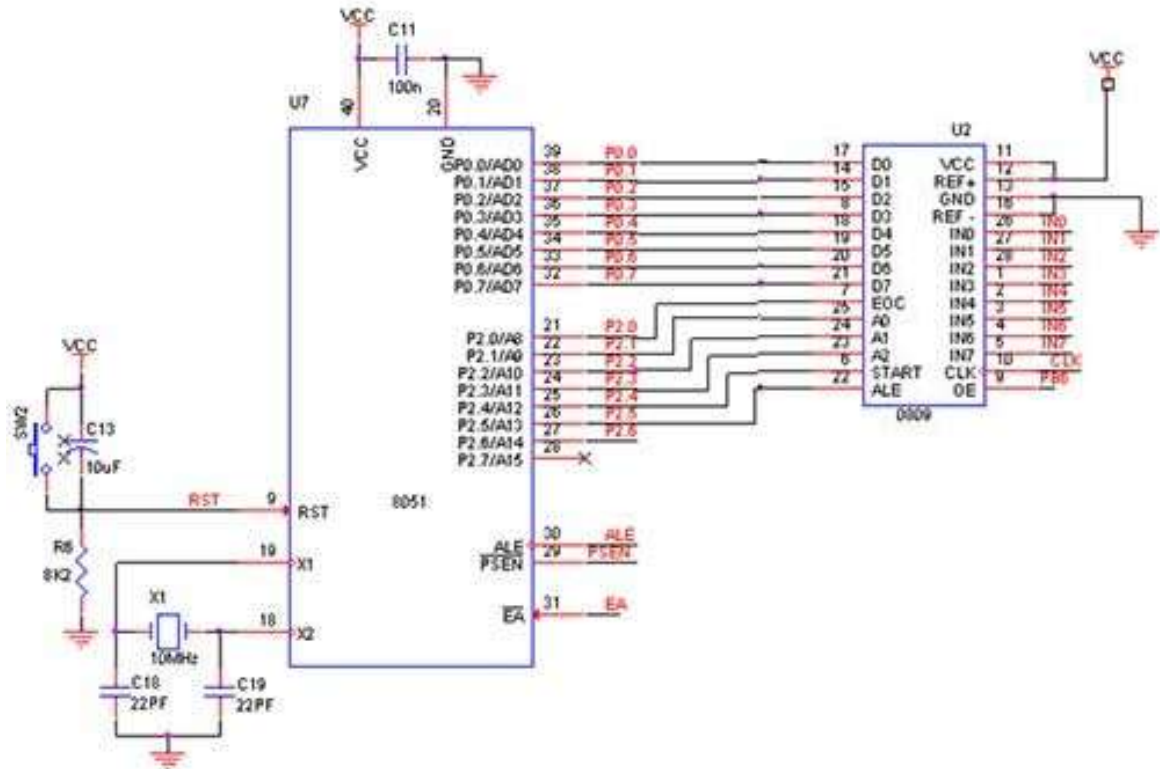 VCC
C11
100n
VCC
U7
40
20
VCC
GND
U2
39 P0.0
P0.0/AD0
38 P0.1
P0.1/AD1
37 P0.2
P0.2/AD2
36 P0.3
P0.3/AD3
35 P0.4
P0.4/AD4
34 P0.5
P0.5/AD5
33 P0.6
P0.6/AD6
32 P0.7
P0.7/AD7
21 P2.0
P2.0/A8
22 P2.1
P2.1/A9
23 P2.2
P2.2/A10
24 P2.3
P2.3/A11
25 P2.4
P2.4/A12
26 P2.5
P2.5/A13
27 P2.6
P2.6/A14
28
P2.7/A15
17 D0
14 D1
15 D2
8 D3
18 D4
19 D5
20 D6
21 D7
7 EOC
25 A0
24 A1
23 A2
6 START
22 ALE
VCC 11
REF+ 12
GND 13
REF- 16
IN0 26 IN0
IN1 27 IN1
IN2 28 IN2
IN3 1 IN3
IN4 2 IN4
IN5 3 IN5
IN6 4 IN6
IN7 5 IN7
CLK 10 CLK
OE 9
0809
VCC
SW2
C13
10uF
RST
9
RST
8051
R6
8K2
19
X1
X1
18
X2
10MHz
C18
22PF
C19
22PF
ALE
30 ALE
PSEN
29 PSEN
EA
31 EA